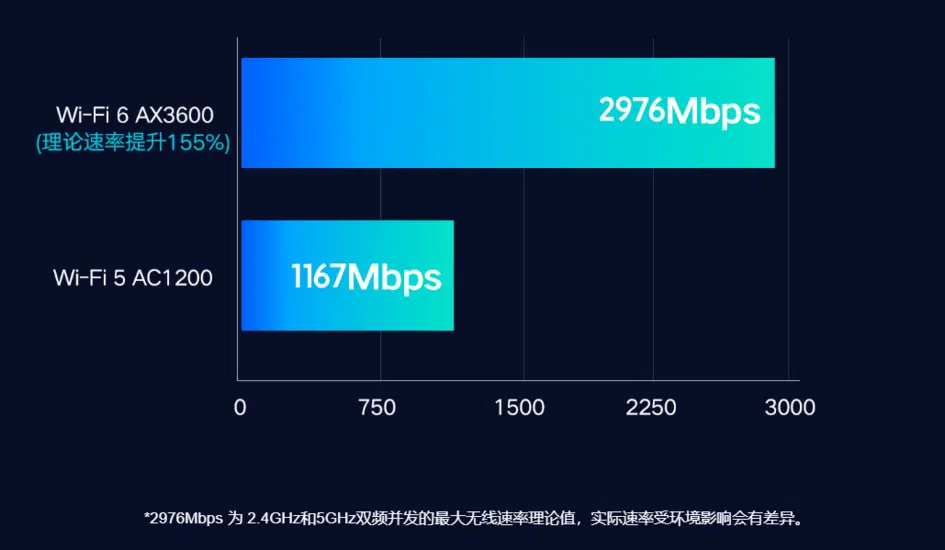 2976Mbps
Wi-Fi 6 AX3600
(理论速率提升155%)
1167Mbps
Wi-Fi 5 AC1200
0 750 1500 2250 3000
*2976Mbps 为 2.4GHz和5GHz双频并发的最大无线速率理论值，实际速率受环境影响会有差异。